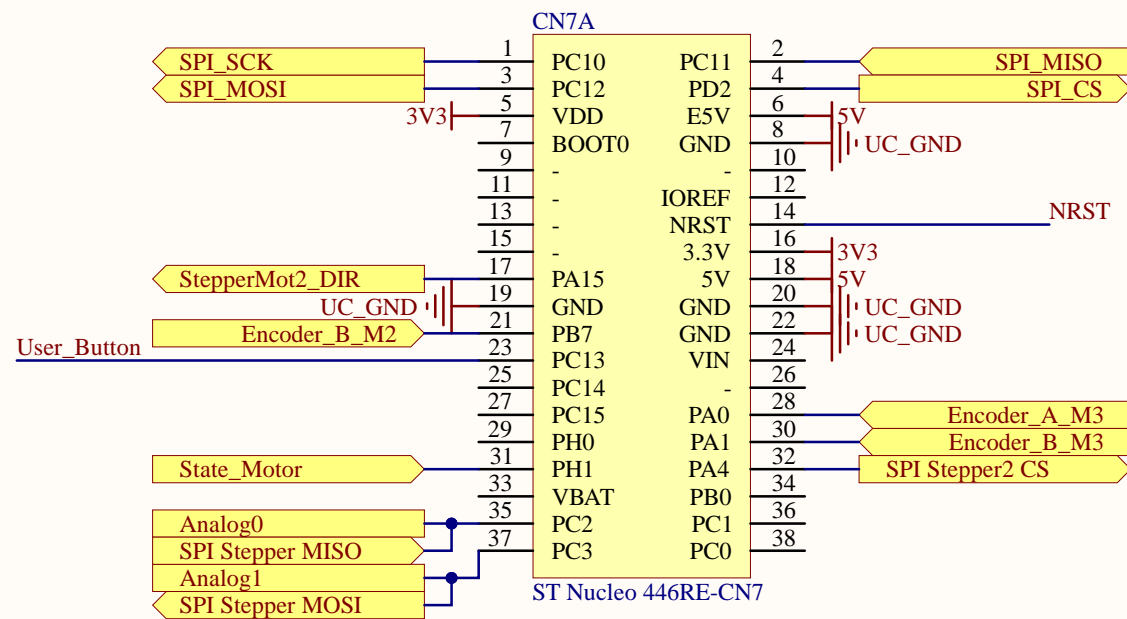 CN7A
SPI_SCK 1 PC10 PC11 2 SPI_MISO
SPI_MOSI 3 PC12 PD2 4 SPI_CS
3V3 5 VDD E5V 6 5V
7 BOOT0 GND 8 UC_GND
9 - - 10
11 - IOREF 12
13 - NRST 14 NRST
15 - 3.3V 16 3V3
StepperMot2_DIR 17 PA15 5V 18 5V
UC_GND 19 GND GND 20 UC_GND
Encoder_B_M2 21 PB7 GND 22 UC_GND
User_Button 23 PC13 VIN 24
25 PC14 - 26
27 PC15 PA0 28 Encoder_A_M3
29 PH0 PA1 30 Encoder_B_M3
State_Motor 31 PH1 PA4 32 SPI Stepper2 CS
33 VBAT PB0 34
Analog0 35 PC2 PC1 36
SPI Stepper MISO 37 PC3 PC0 38
Analog1
SPI Stepper MOSI
ST Nucleo 446RE-CN7